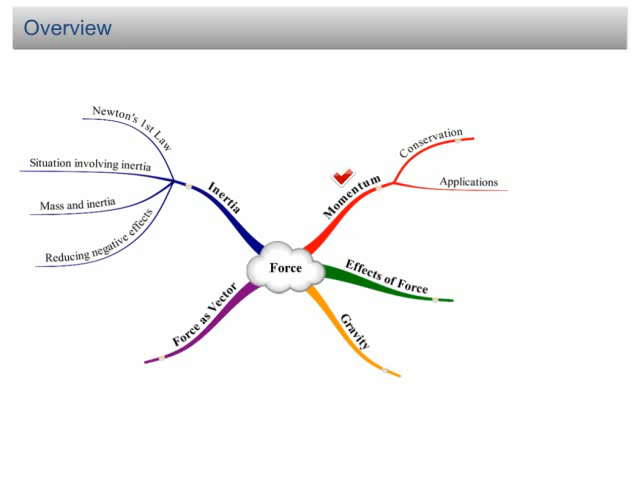 Overview
Newton's 1st Law
Situation involving inertia
Mass and inertia
Reducing negative effects
Inertia
Conservation
Applications
Momentum
Force
Effects of Force
Force as Vector
Gravity